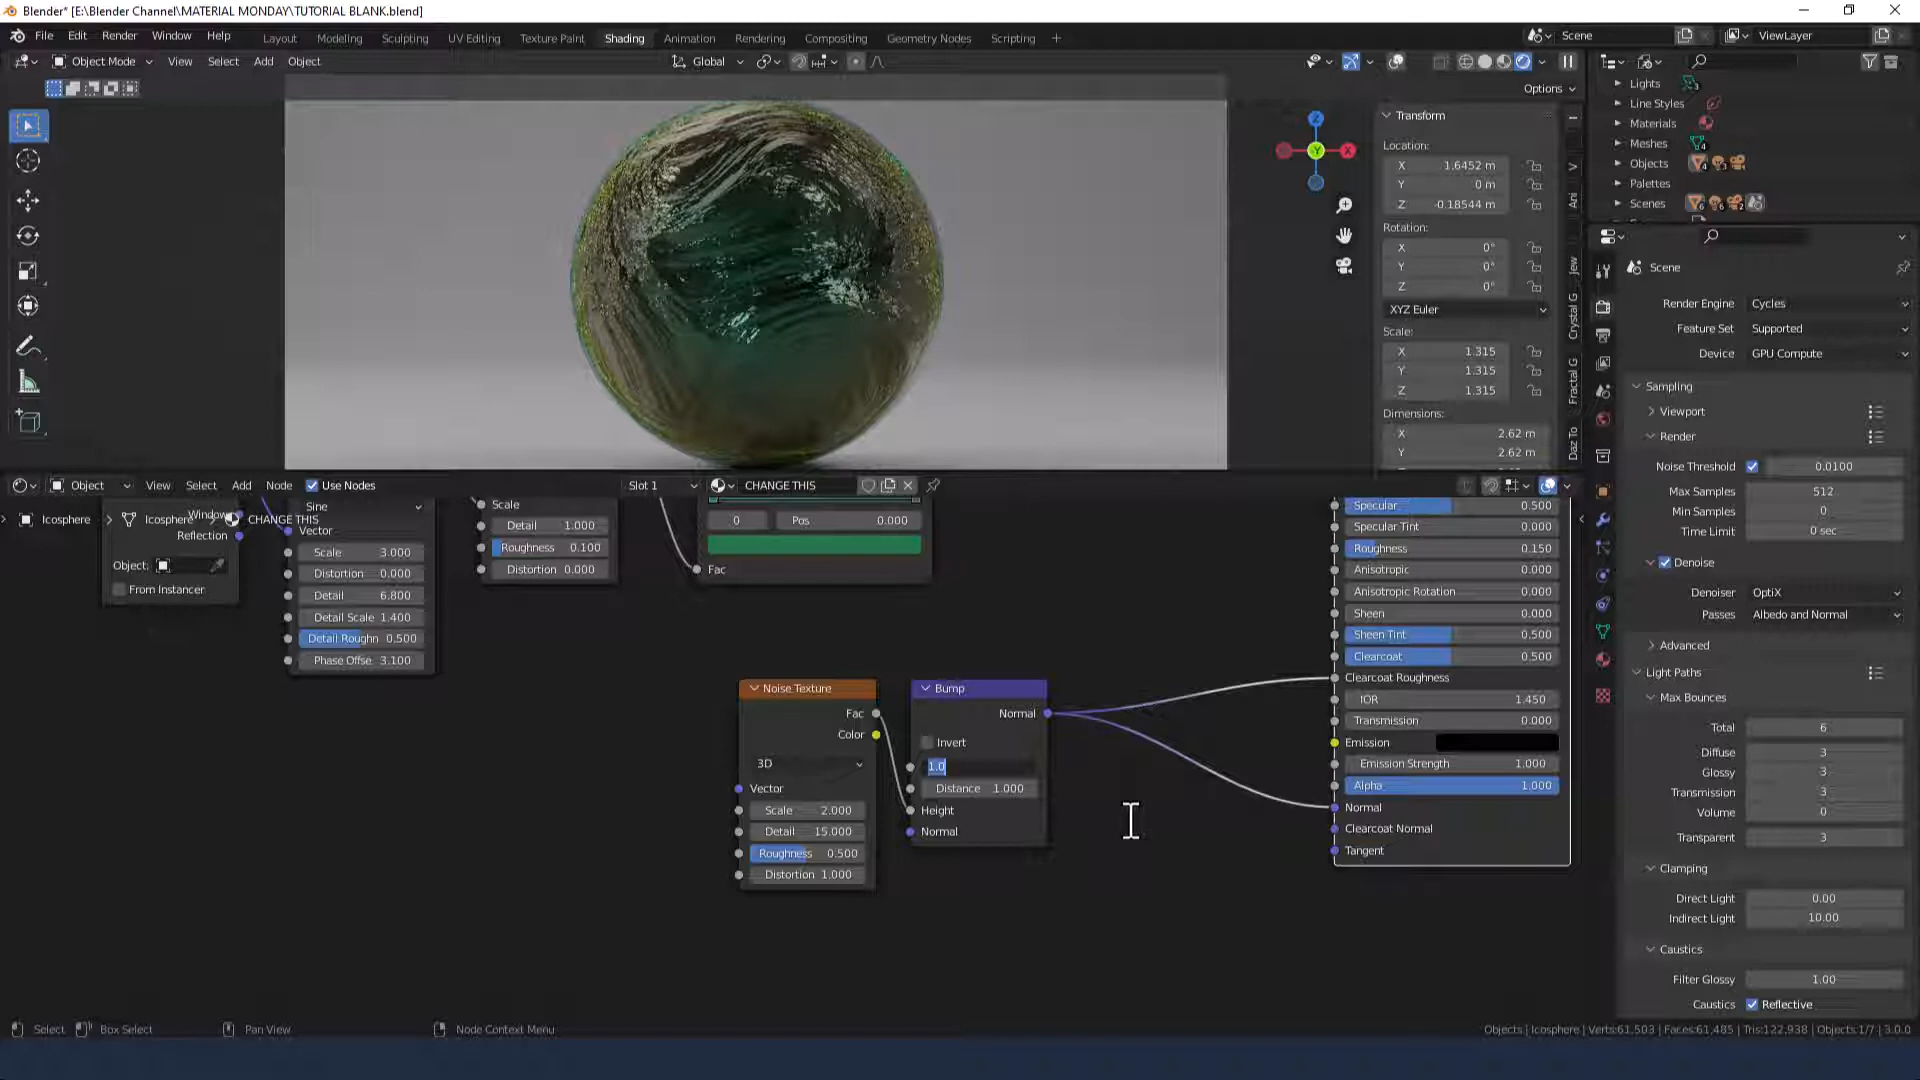 Blender* [E:\Blender Channel\MATERIAL MONDAY\TUTORIAL BLANK.blend]
File Edit Render Window Help Layout Modeling Sculpting UV Editing Texture Paint Shading Animation Rendering Compositing Geometry Nodes Scripting + Scene ViewLayer
Object Mode View Select Add Object Global
Options
Lights
Line Styles
Materials
Meshes
Objects
Palettes
Scenes
Transform
Location:
X 1.6452 m
Y 0 m
Z -0.18544 m
Rotation:
X 0°
Y 0°
Z 0°
XYZ Euler
Scale:
X 1.315
Y 1.315
Z 1.315
Dimensions:
X 2.62 m
Y 2.62 m
V
Ani
Jew
Crystal G
Fractal G
Daz To
Z
Y
X
Scene
Render Engine Cycles
Feature Set Supported
Device GPU Compute
Sampling
Viewport
Render
Noise Threshold 0.0100
Max Samples 512
Min Samples 0
Time Limit 0 sec
Denoise
Denoiser OptiX
Passes Albedo and Normal
Advanced
Light Paths
Max Bounces
Total 6
Diffuse 3
Glossy 3
Transmission 3
Volume 0
Transparent 3
Clamping
Direct Light 0.00
Indirect Light 10.00
Caustics
Filter Glossy 1.00
Caustics Reflective
Object View Select Add Node Use Nodes Slot 1 CHANGE THIS
Icosphere Icosphere CHANGE THIS
Window
Reflection
Object:
From Instancer
Sine
Vector
Scale 3.000
Distortion 0.000
Detail 6.800
Detail Scale 1.400
Detail Roughn 0.500
Phase Offse 3.100
Scale
Detail 1.000
Roughness 0.100
Distortion 0.000
0 Pos 0.000
Fac
Noise Texture
Fac
Color
3D
Vector
Scale 2.000
Detail 15.000
Roughness 0.500
Distortion 1.000
Bump
Normal
Invert
1.0
Distance 1.000
Height
Normal
Specular 0.500
Specular Tint 0.000
Roughness 0.150
Anisotropic 0.000
Anisotropic Rotation 0.000
Sheen 0.000
Sheen Tint 0.500
Clearcoat 0.500
Clearcoat Roughness
IOR 1.450
Transmission 0.000
Emission
Emission Strength 1.000
Alpha 1.000
Normal
Clearcoat Normal
Tangent
Select Box Select Pan View Node Context Menu
Objects | Icosphere | Verts:61,503 | Faces:61,485 | Tris:122,938 | Objects:1/7 | 3.0.0